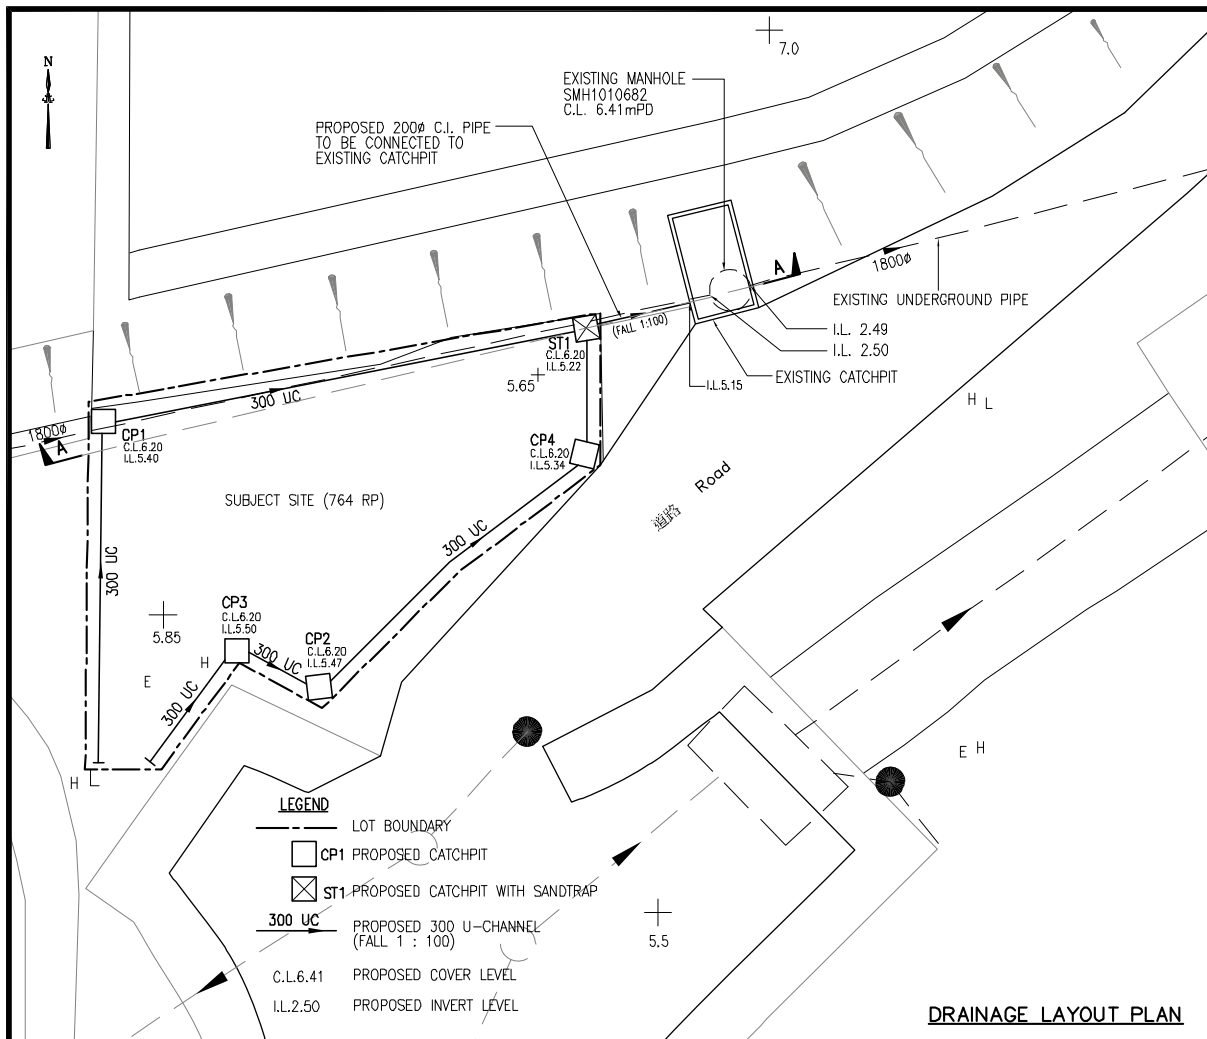 N
7.0
EXISTING MANHOLE
SMH1010682
C.L. 6.41mPD
PROPOSED 200ø C.I. PIPE
TO BE CONNECTED TO
EXISTING CATCHPIT
A
1800ø
EXISTING UNDERGROUND PIPE
I.L. 2.49
I.L. 2.50
EXISTING CATCHPIT
I.L.5.15
(FALL 1:100)
ST1
C.L.6.20
I.L.5.22
5.65
300 UC
CP1
C.L.6.20
I.L.5.40
1800ø
A
CP4
C.L.6.20
I.L.5.34
H L
SUBJECT SITE (764 RP)
道路 Road
300 UC
300 UC
5.85
CP3
C.L.6.20
I.L.5.50
CP2
C.L.6.20
I.L.5.47
300 UC
H
E
300 UC
H L
E H
LEGEND
LOT BOUNDARY
CP1 PROPOSED CATCHPIT
ST1 PROPOSED CATCHPIT WITH SANDTRAP
300 UC PROPOSED 300 U-CHANNEL
(FALL 1 : 100)
C.L.6.41 PROPOSED COVER LEVEL
I.L.2.50 PROPOSED INVERT LEVEL
5.5
DRAINAGE LAYOUT PLAN